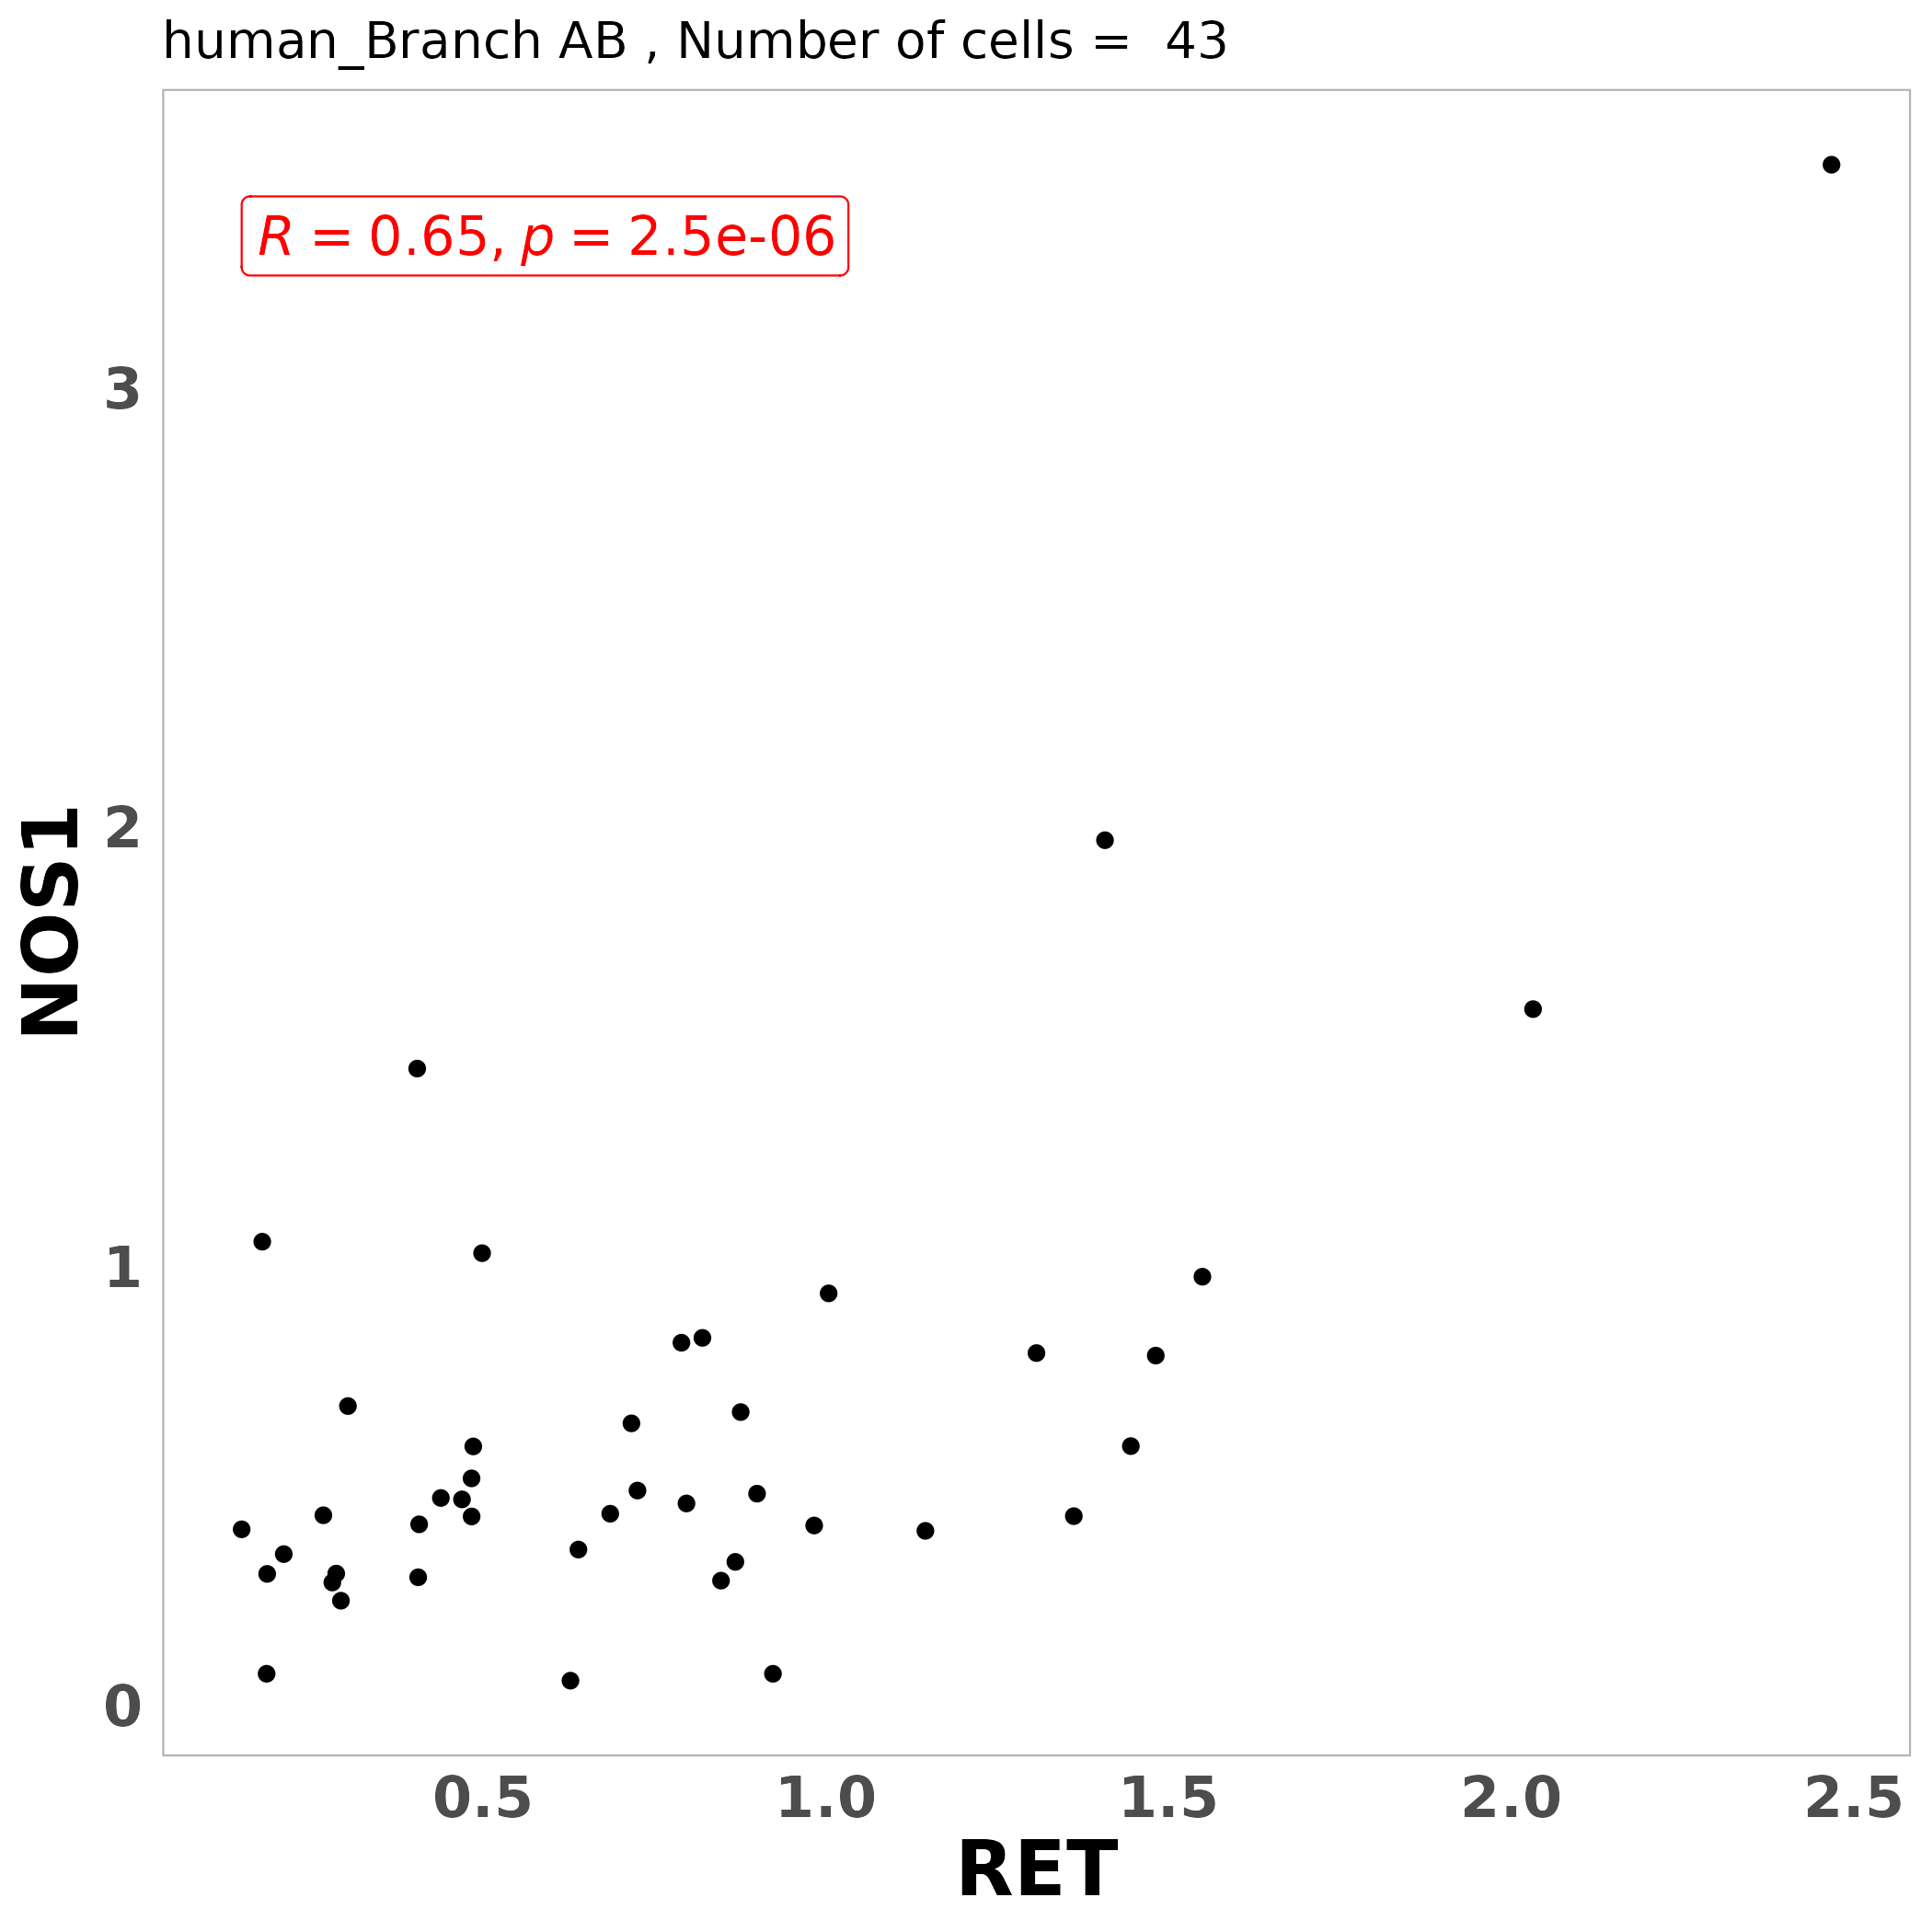 human_Branch AB , Number of cells =  43
R = 0.65, p = 2.5e-06
3
2
1
0
NOS1
0.5 1.0 1.5 2.0 2.5
RET